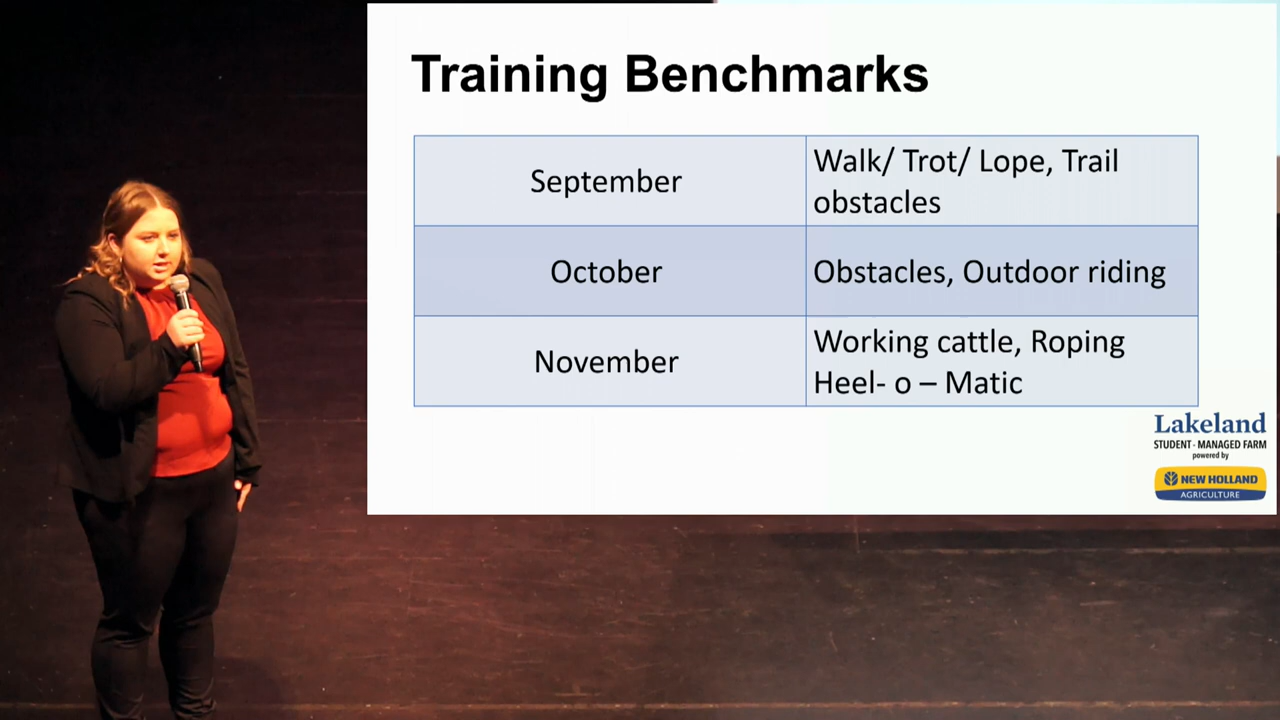 Training Benchmarks
September
Walk/ Trot/ Lope, Trail
obstacles
October
Obstacles, Outdoor riding
November
Working cattle, Roping
Heel- o – Matic
Lakeland
STUDENT - MANAGED FARM
powered by
NEW HOLLAND
AGRICULTURE